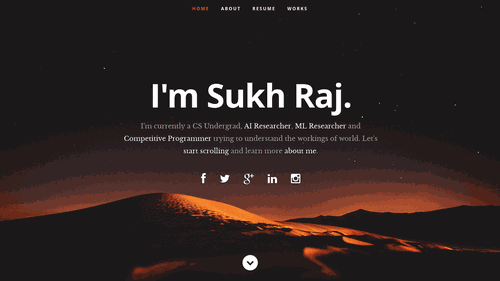 HOME ABOUT RESUME WORKS
I'm Sukh Raj.
I'm currently a CS Undergrad, AI Researcher, ML Researcher and
Competitive Programmer trying to understand the workings of world. Let's
start scrolling and learn more about me.
f g+ in